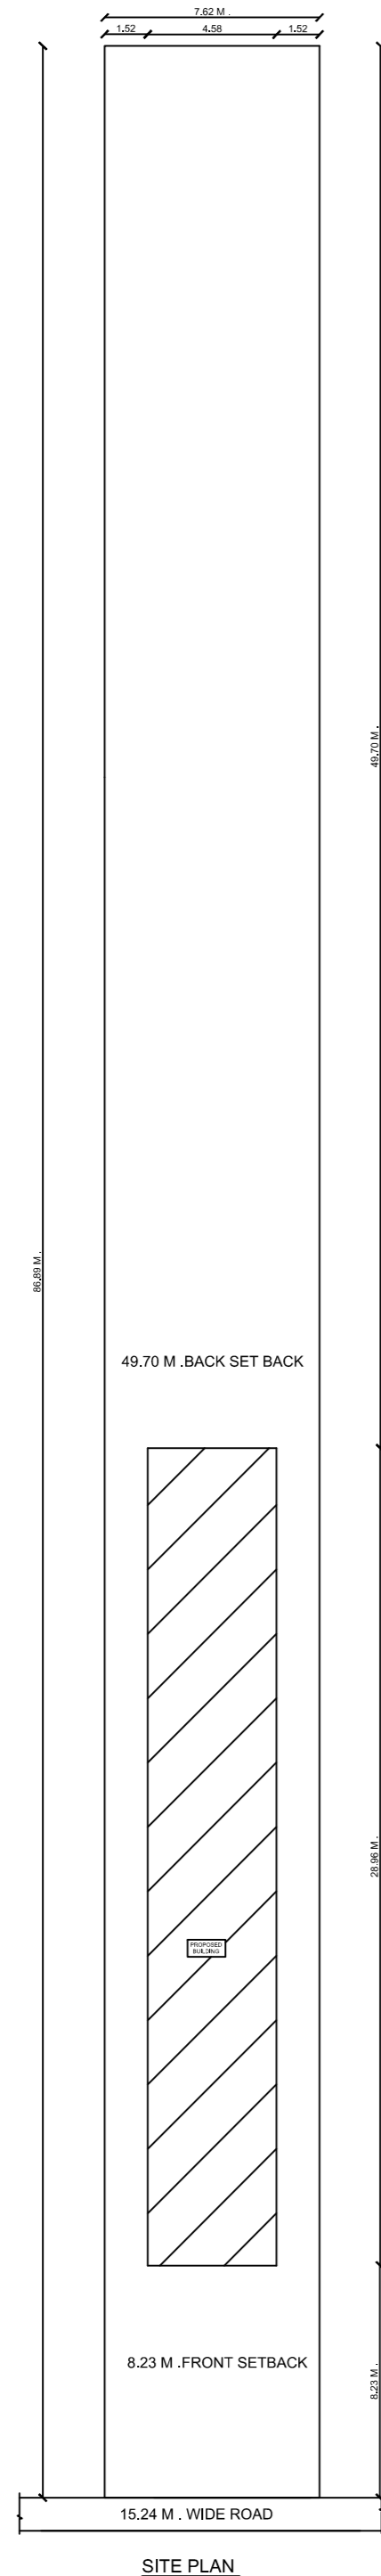 7.62 M .
1.52 4.58 1.52
49.70 M .
86.89 M .
49.70 M .BACK SET BACK
28.96 M .
PROPOSED
BUILDING
8.23 M .FRONT SETBACK
8.23 M .
15.24 M . WIDE ROAD
SITE PLAN